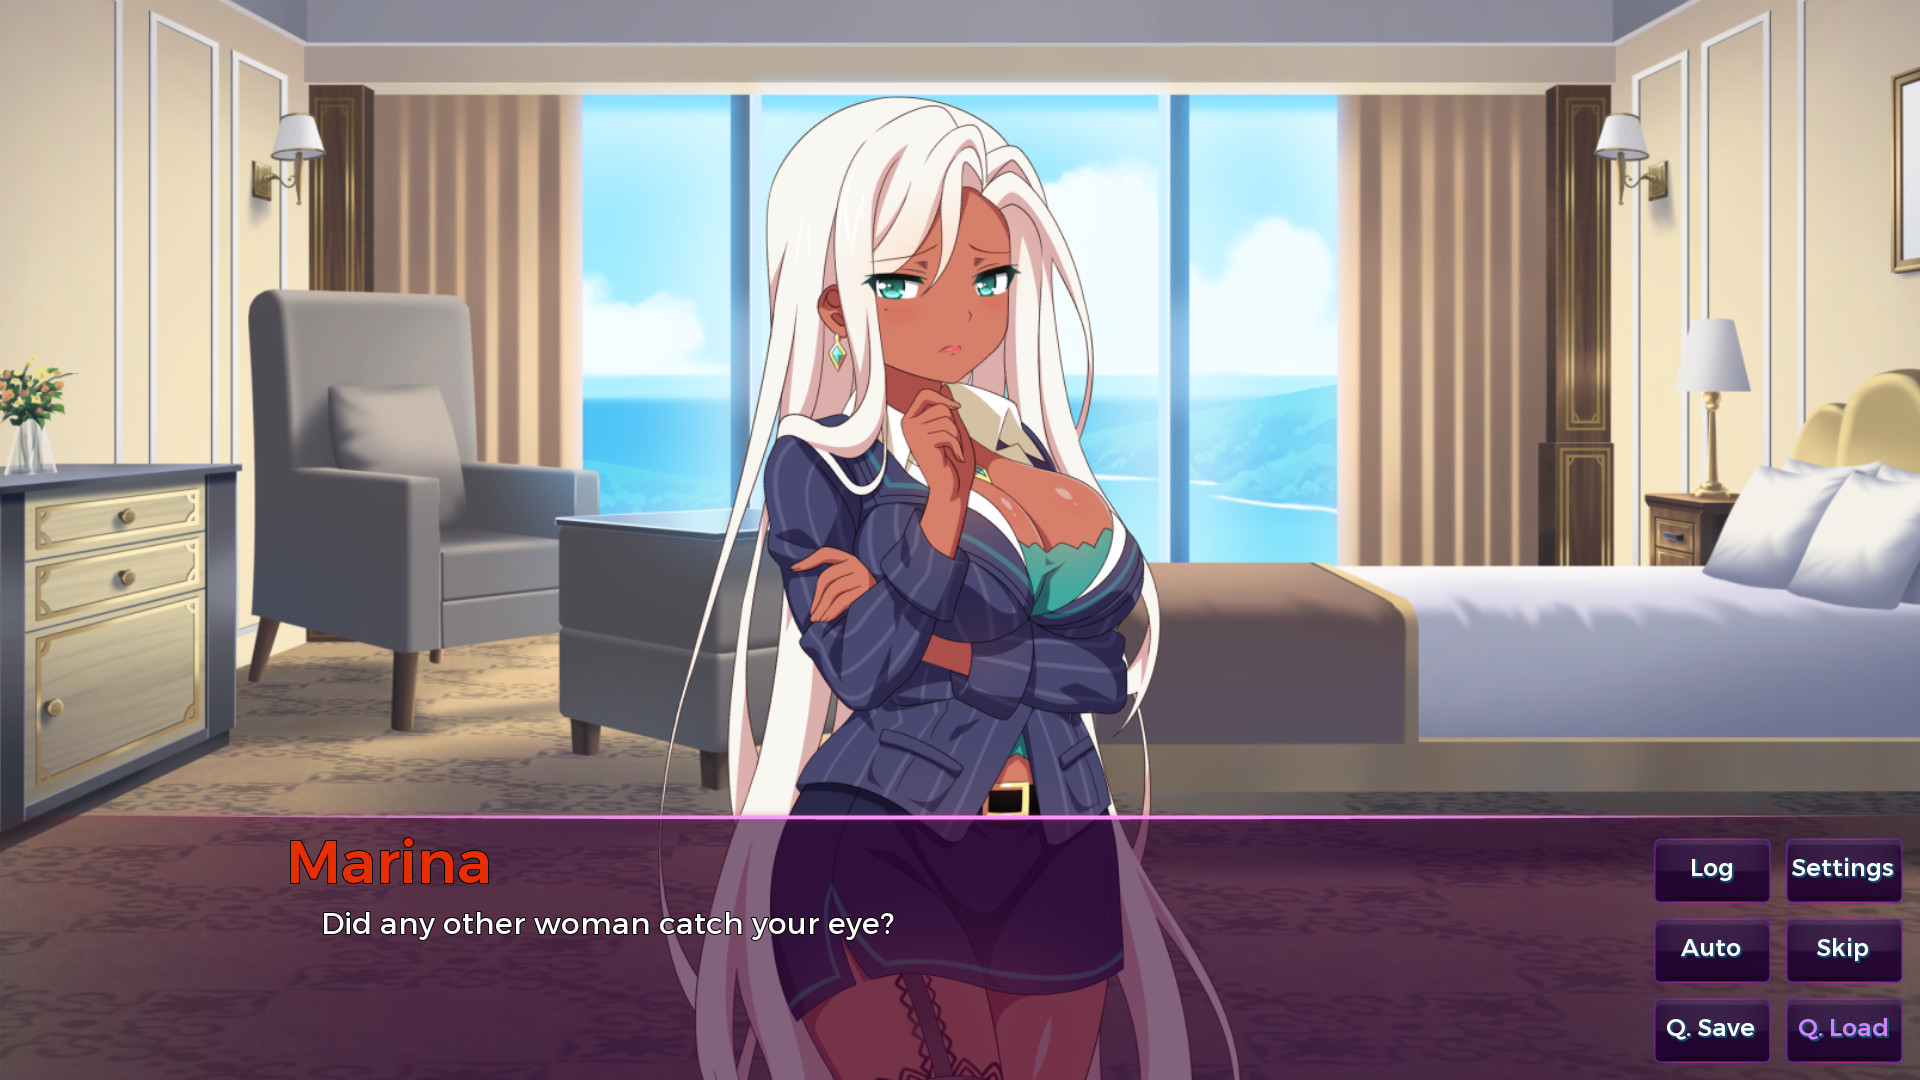 Marina
Did any other woman catch your eye?
Log
Settings
Auto
Skip
Q. Save
Q. Load